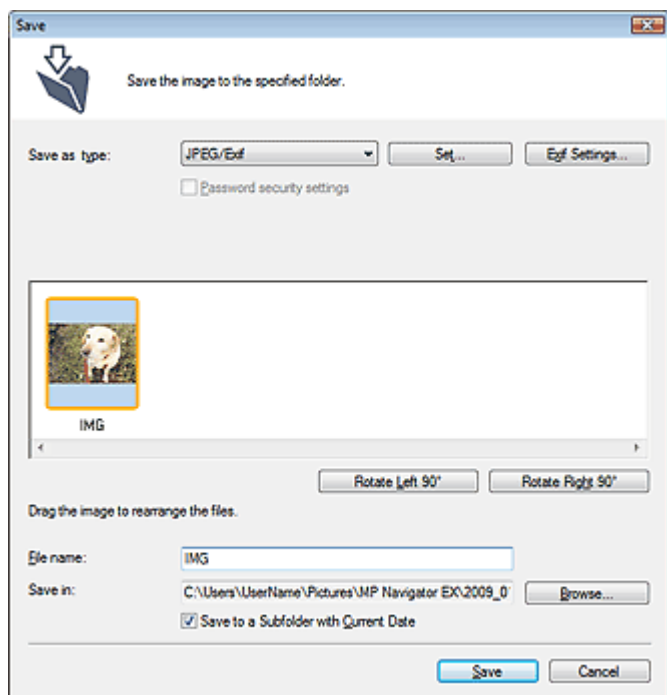 Save
Save the image to the specified folder.
Save as type: JPEG/Exif Set... Exif Settings...
Password security settings
IMG
Rotate Left 90° Rotate Right 90°
Drag the image to rearrange the files.
File name: IMG
Save in: C:\Users\UserName\Pictures\MP Navigator EX\2009_0 Browse...
Save to a Subfolder with Current Date
Save Cancel